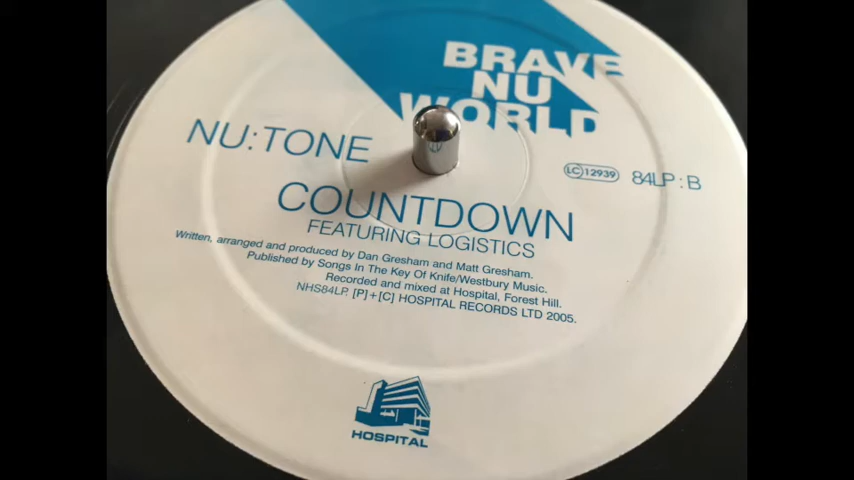 BRAVE
NU
WORLD
NU:TONE
LC 12939
84LP:B
COUNTDOWN
FEATURING LOGISTICS
Written, arranged and produced by Dan Gresham and Matt Gresham.
Published by Songs In The Key Of Knife/Westbury Music.
Recorded and mixed at Hospital, Forest Hill.
NHS84LP. [P]+[C] HOSPITAL RECORDS LTD 2005.
HOSPITAL